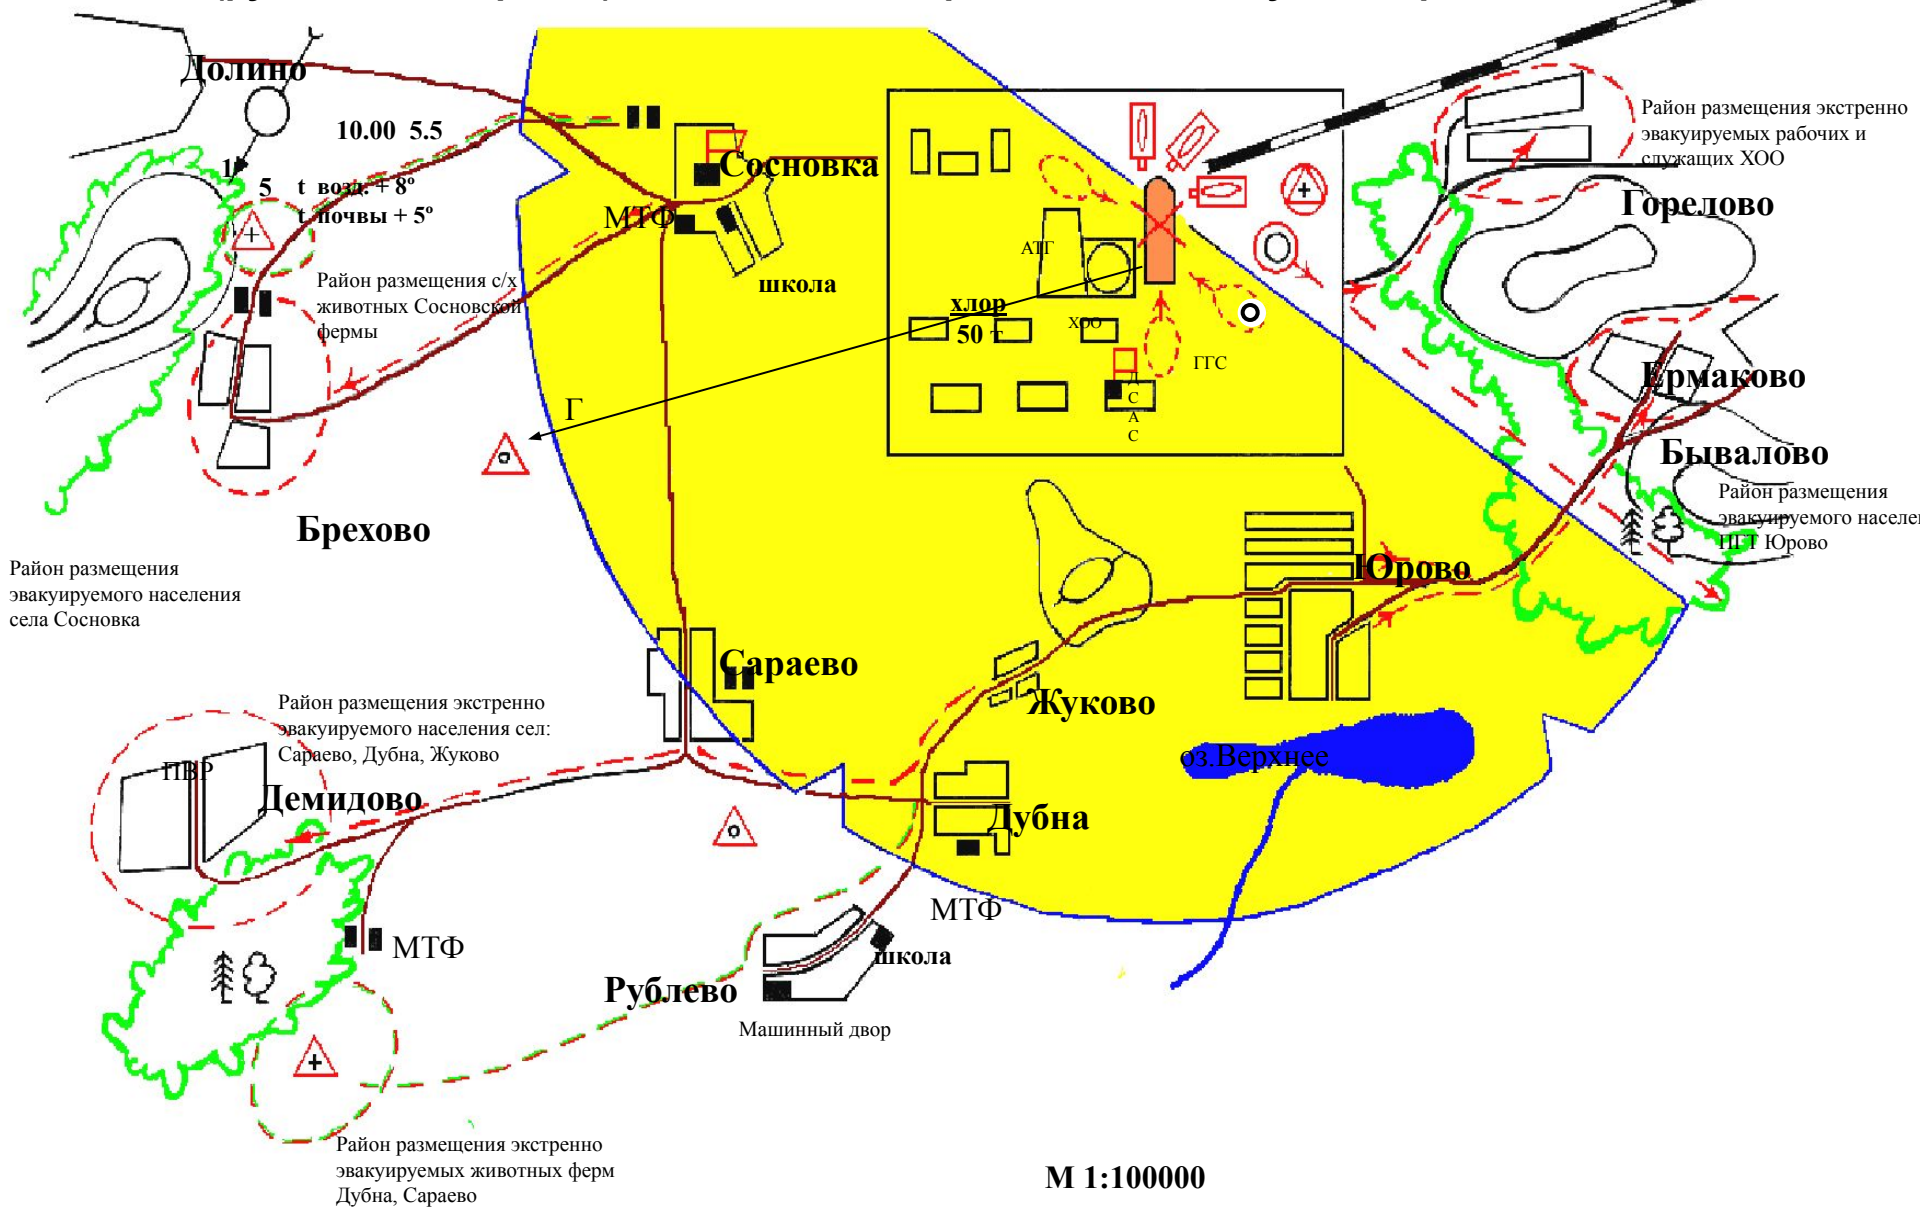 Долино
10.00 5.5
1
5
t возд. + 8º
t почвы + 5º
Сосновка
МТФ
школа
Район размещения с/х
животных Сосновской
фермы
Брехово
Район размещения
эвакуируемого населения
села Сосновка
Г
АТГ
хлор
50 т
ХОО
ГГС
Д
С
А
С
Район размещения экстренно
эвакуируемых рабочих и
служащих ХОО
Горелово
Ермаково
Бывалово
Район размещения
эвакуируемого населе
ПГТ Юрово
Юрово
Сараево
Жуково
оз.Верхнее
Район размещения экстренно
эвакуируемого населения сел:
Сараево, Дубна, Жуково
ПВР
Демидово
Дубна
МТФ
МТФ
школа
Рублево
Машинный двор
Район размещения экстренно
эвакуируемых животных ферм
Дубна, Сараево
М 1:100000